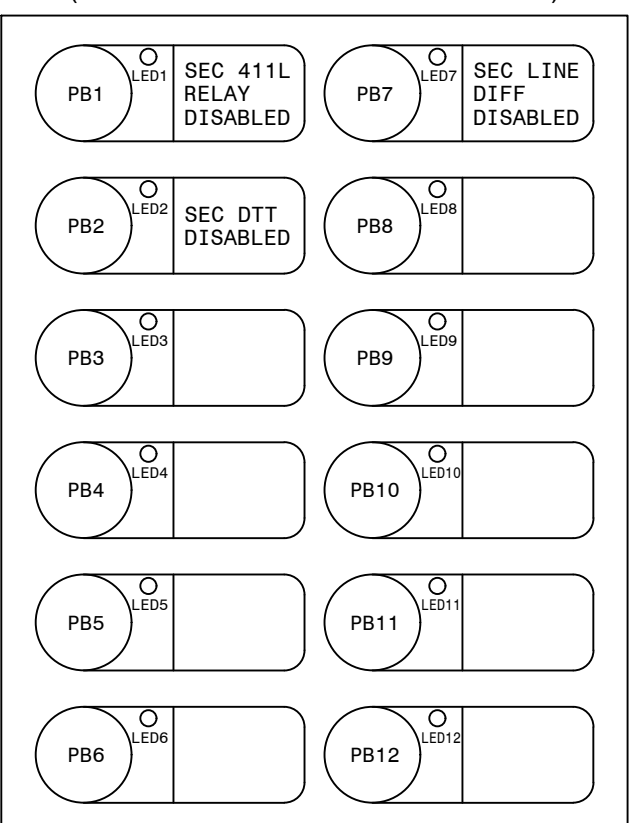 LED1
SEC 411L
RELAY
DISABLED
PB1
LED7
SEC LINE
DIFF
DISABLED
PB7
LED2
SEC DTT
DISABLED
PB2
LED8
PB8
LED3
PB3
LED9
PB9
LED4
PB4
LED10
PB10
LED5
PB5
LED11
PB11
LED6
PB6
LED12
PB12